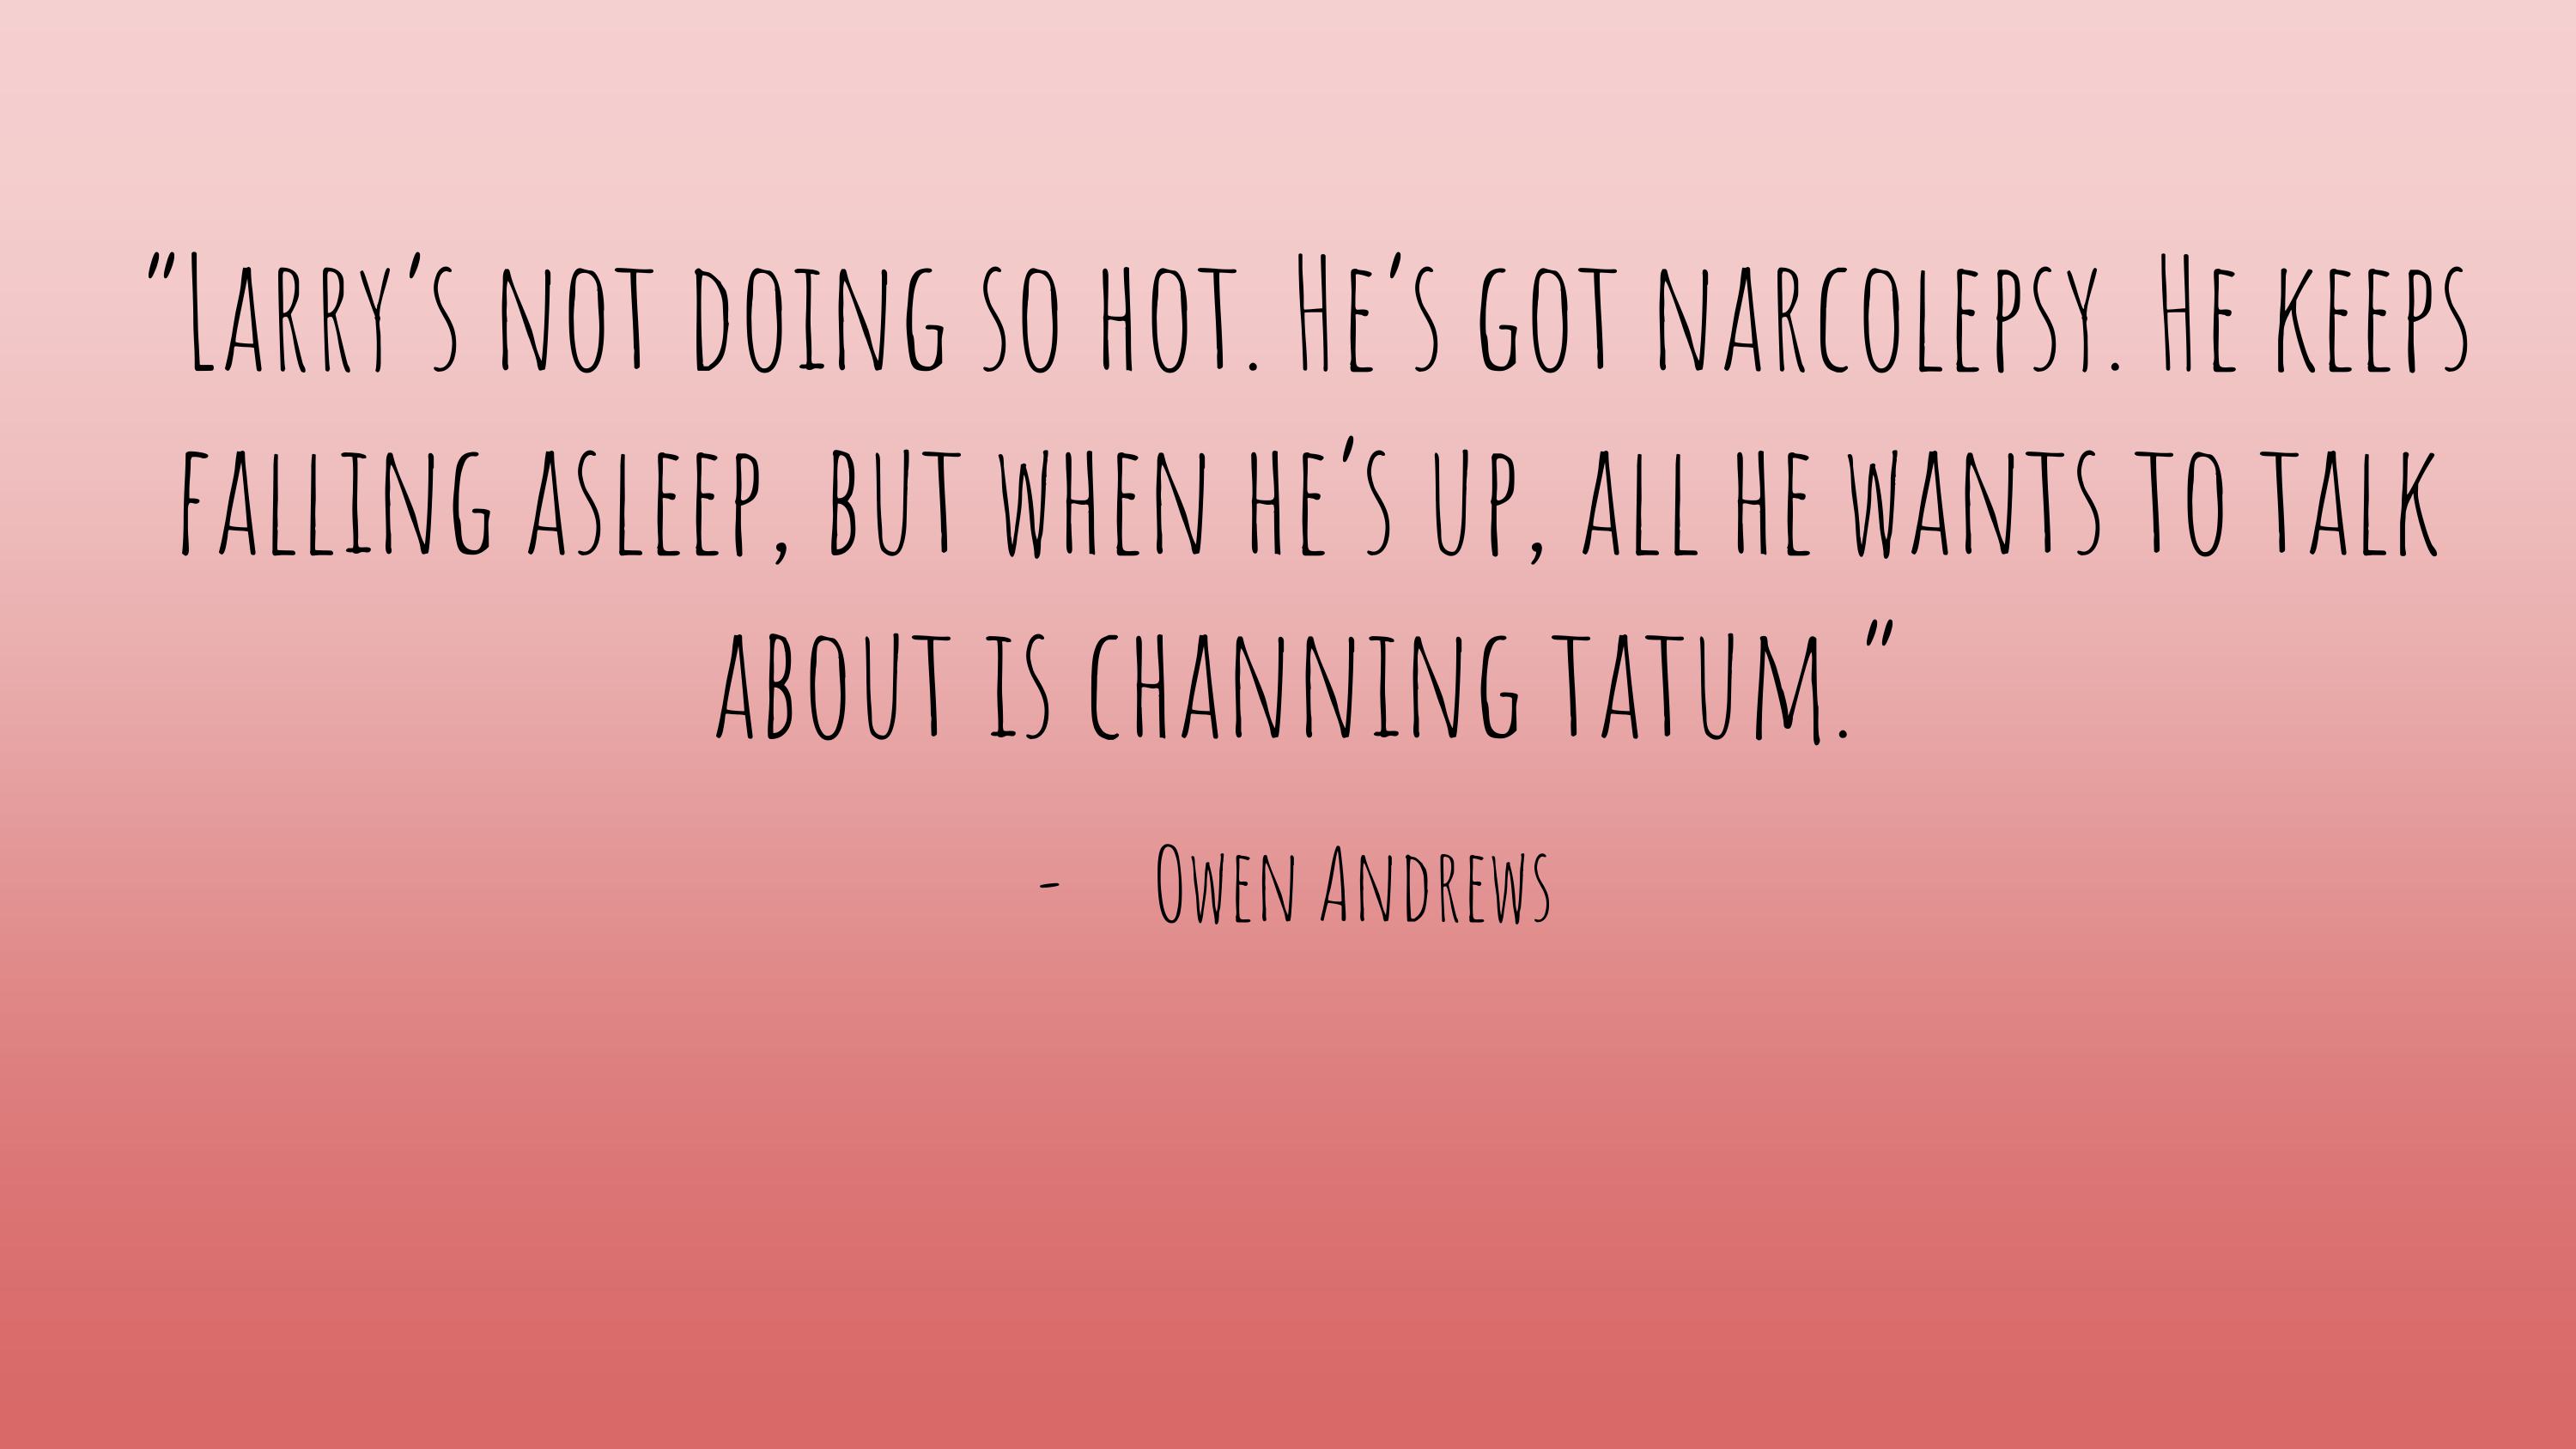 "Larry's not doing so hot. He's got narcolepsy. He keeps
falling asleep, but when he's up, all he wants to talk
about is channing tatum."
- Owen Andrews